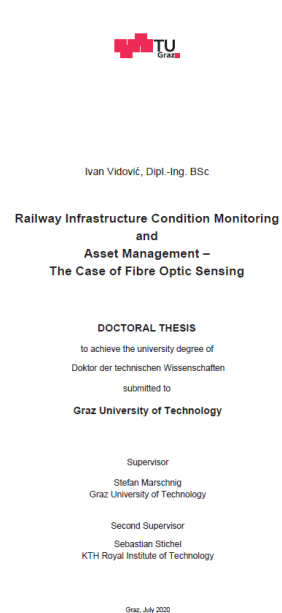 TU
Graz
Ivan Vidović, Dipl.-Ing. BSc
Railway Infrastructure Condition Monitoring
and
Asset Management –
The Case of Fibre Optic Sensing
DOCTORAL THESIS
to achieve the university degree of
Doktor der technischen Wissenschaften
submitted to
Graz University of Technology
Supervisor
Stefan Marschnig
Graz University of Technology
Second Supervisor
Sebastian Stichel
KTH Royal Institute of Technology
Graz, July 2020